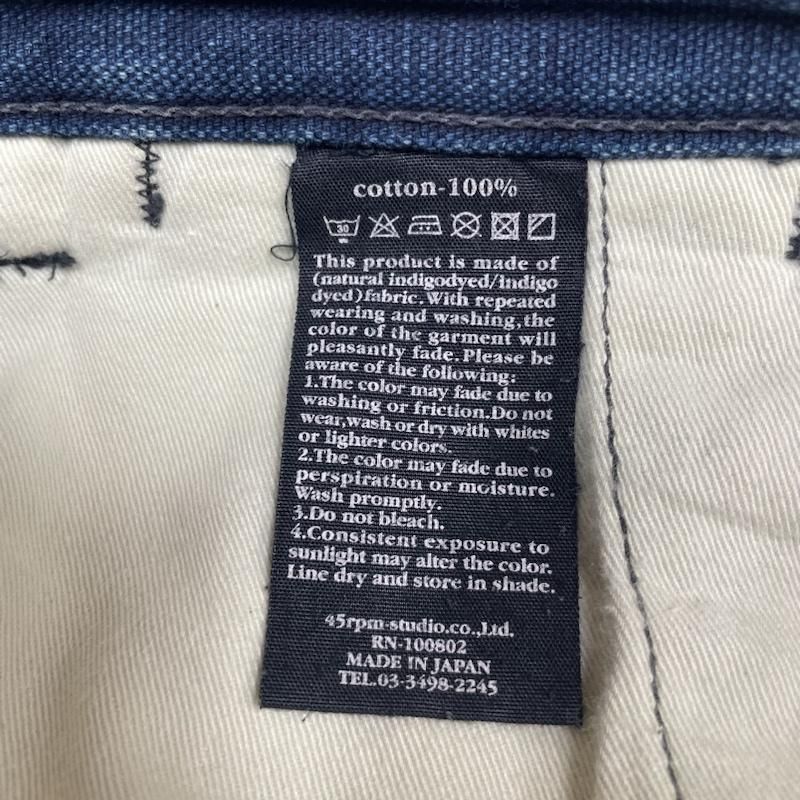 cotton-100%
30
This product is made of
(natural indigodyed/indigo
dyed)fabric.With repeated
wearing and washing,the
color of the garment will
pleasantly fade.Please be
aware of the following:
1.The color may fade due to
washing or friction.Do not
wear,wash or dry with whites
or lighter colors.
2.The color may fade due to
perspiration or moisture.
Wash promptly.
3.Do not bleach.
4.Consistent exposure to
sunlight may alter the color.
Line dry and store in shade.
45rpm-studio.co.,Ltd.
RN-100802
MADE IN JAPAN
TEL.03-3498-2245